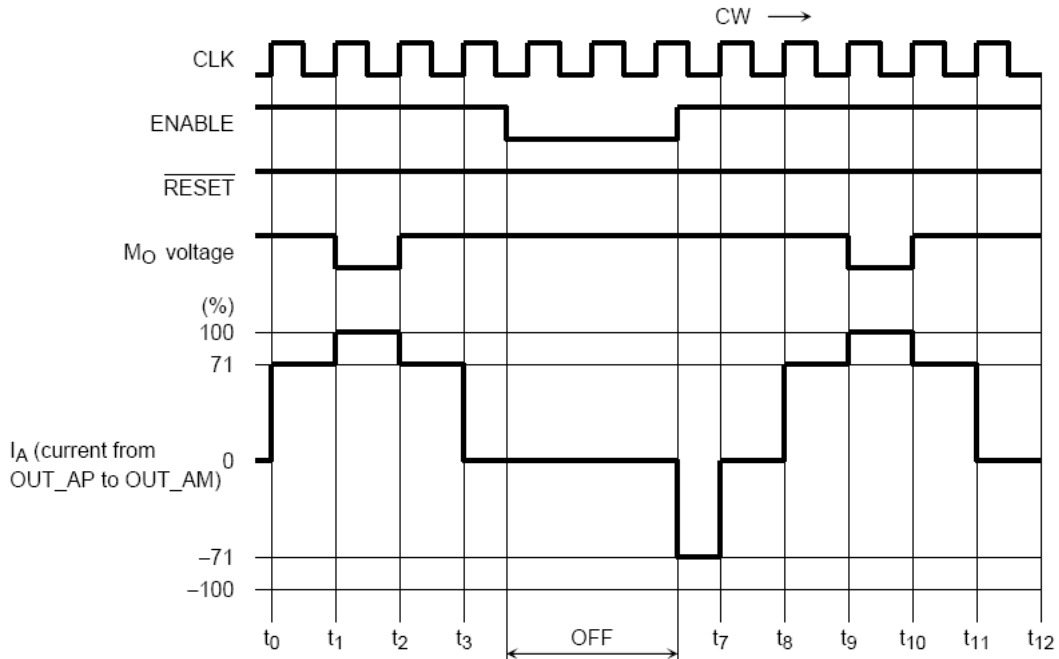 CW →
CLK
ENABLE
RESET
MO voltage
(%)
100
71
IA (current from
OUT_AP to OUT_AM)
0
–71
–100
t0 t1 t2 t3 OFF t7 t8 t9 t10 t11 t12